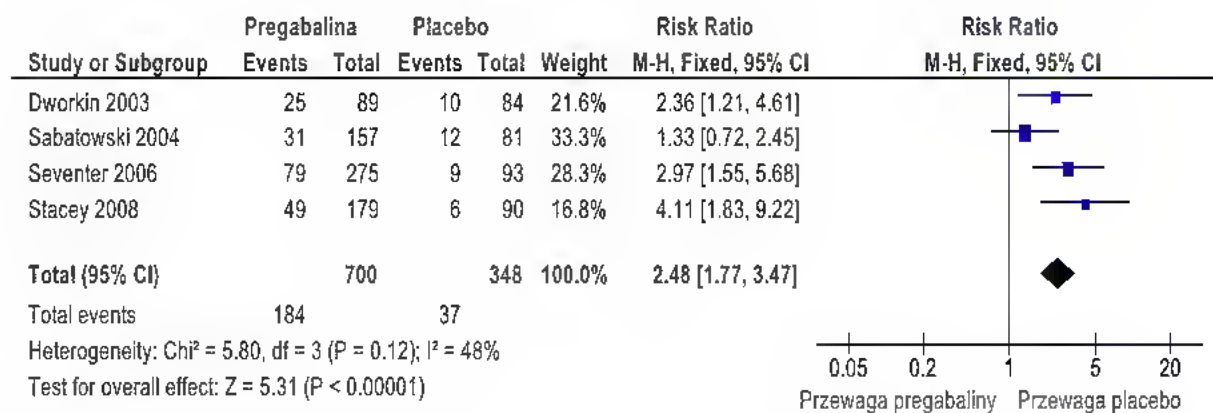 Pregabalina Placebo Risk Ratio Risk Ratio
Study or Subgroup Events Total Events Total Weight M-H, Fixed, 95% CI M-H, Fixed, 95% CI
Dworkin 2003 25 89 10 84 21.6% 2.36 [1.21, 4.61]
Sabatowski 2004 31 157 12 81 33.3% 1.33 [0.72, 2.45]
Seventer 2006 79 275 9 93 28.3% 2.97 [1.55, 5.68]
Stacey 2008 49 179 6 90 16.8% 4.11 [1.83, 9.22]
Total (95% CI) 700 348 100.0% 2.48 [1.77, 3.47]
Total events 184 37
Heterogeneity: Chi² = 5.80, df = 3 (P = 0.12); I² = 48%
Test for overall effect: Z = 5.31 (P < 0.00001)
0.05 0.2 1 5 20
Przewaga pregabaliny Przewaga placebo